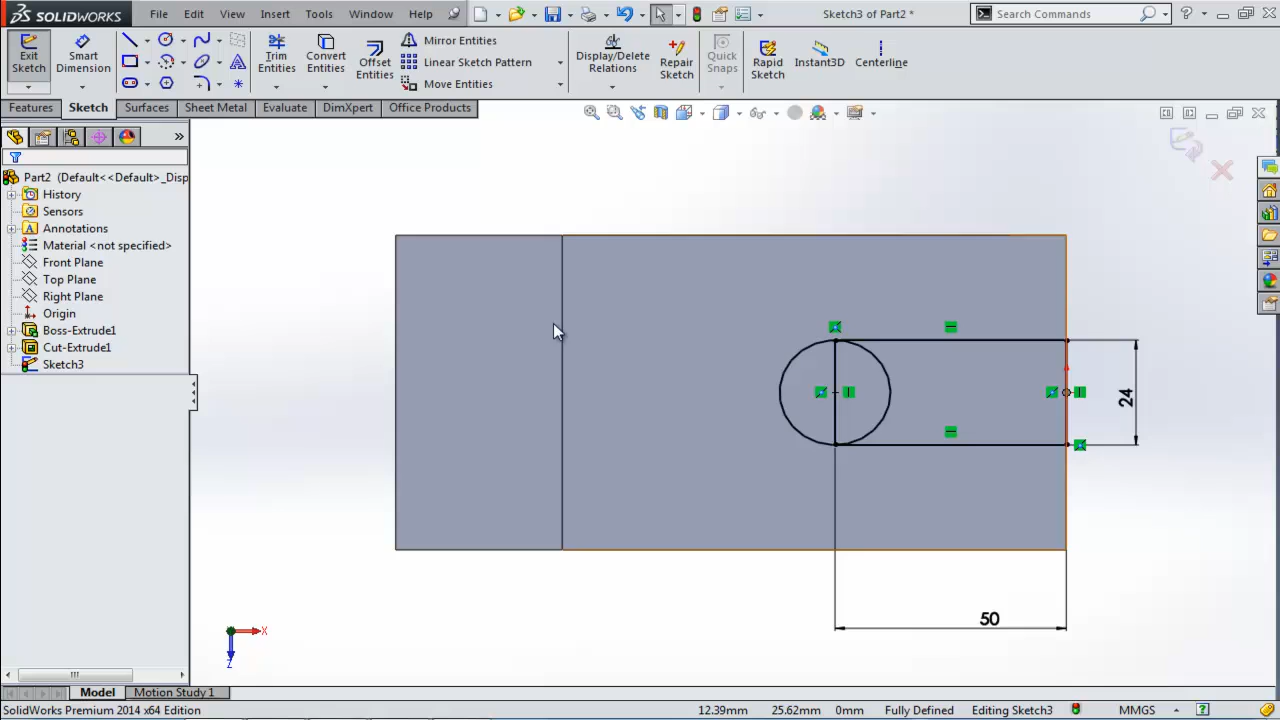 SOLIDWORKS File Edit View Insert Tools Window Help Sketch3 of Part2 * Search Commands
Exit Sketch
Smart Dimension
Trim Entities
Convert Entities
Offset Entities
Mirror Entities
Linear Sketch Pattern
Move Entities
Display/Delete Relations
Repair Sketch
Quick Snaps
Rapid Sketch
Instant3D
Centerline
Features Sketch Surfaces Sheet Metal Evaluate DimXpert Office Products
Part2 (Default<<Default>_Disp
History
Sensors
Annotations
Material <not specified>
Front Plane
Top Plane
Right Plane
Origin
Boss-Extrude1
Cut-Extrude1
Sketch3
24
50
X
Z
Model Motion Study 1
SolidWorks Premium 2014 x64 Edition 12.39mm 25.62mm 0mm Fully Defined Editing Sketch3 MMGS